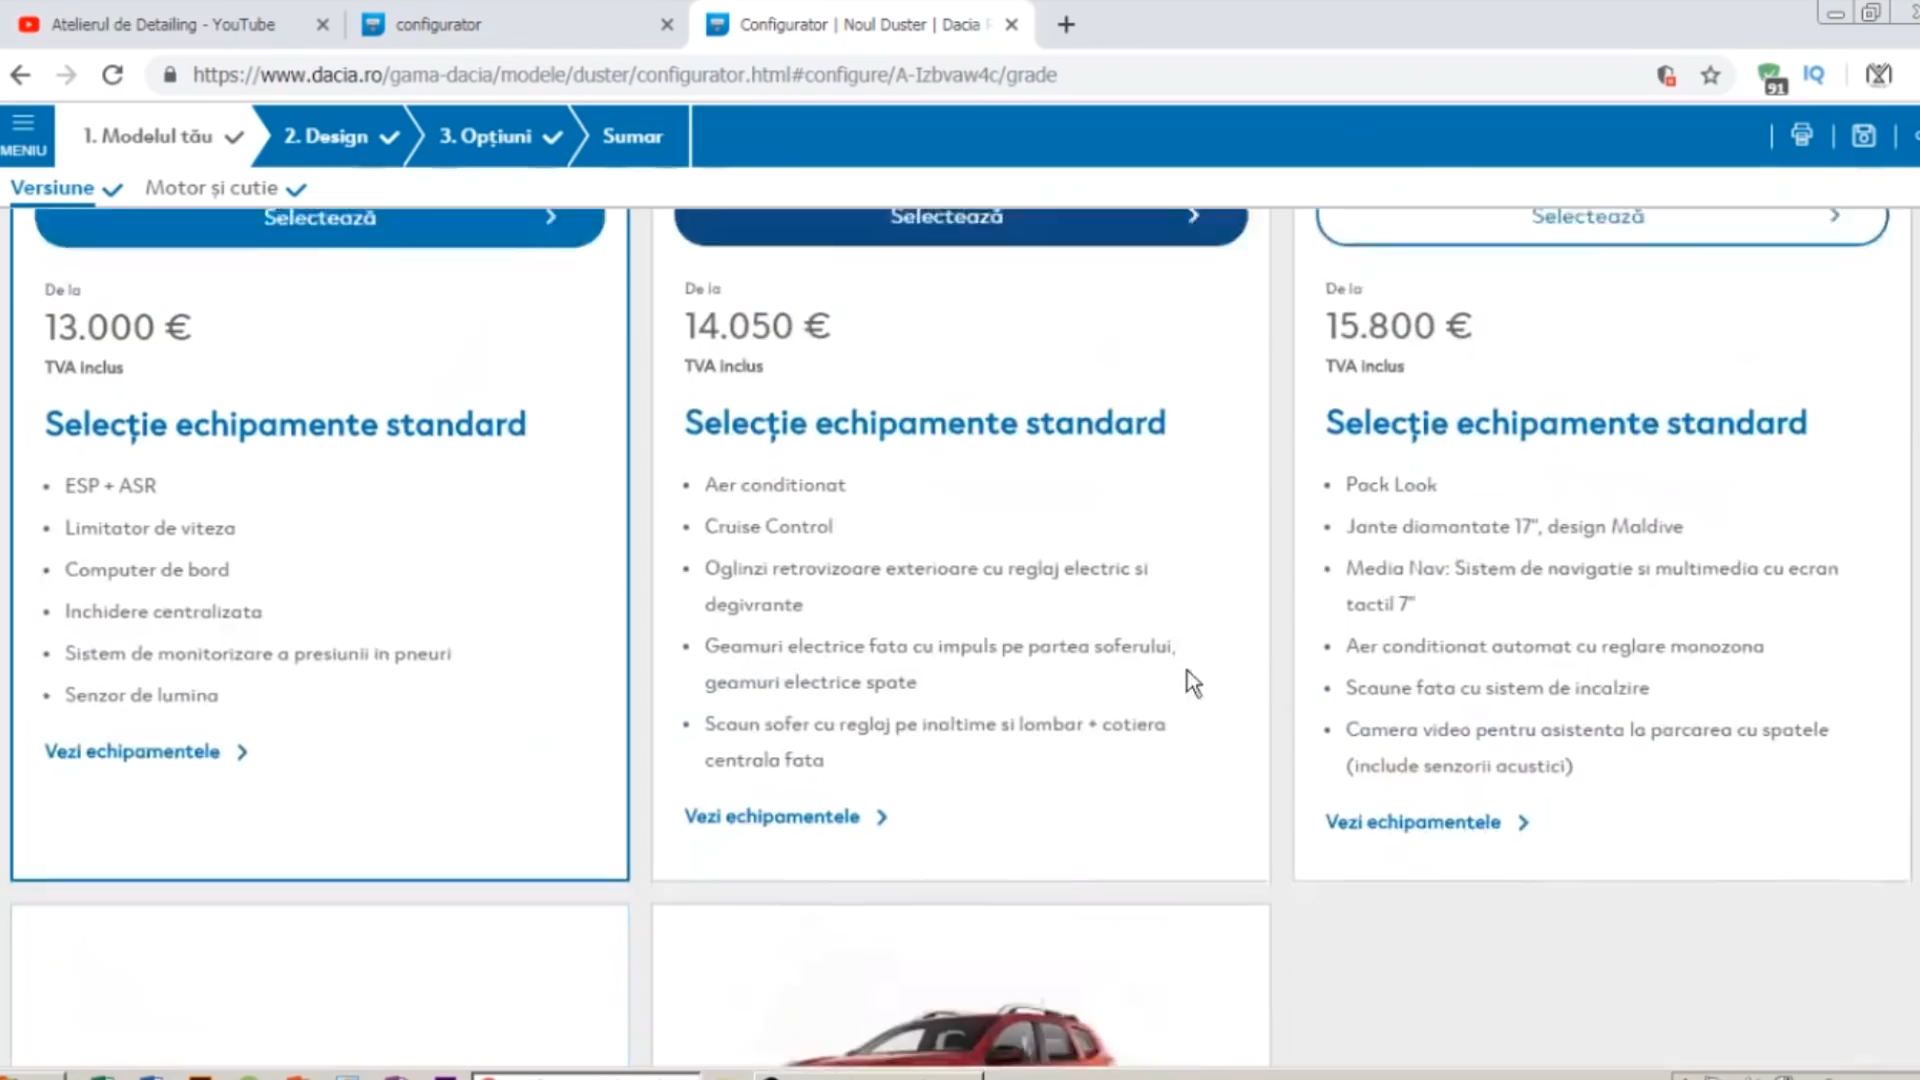 Atelierul de Detailing - YouTube
configurator
Configurator | Noul Duster | Dacia
https://www.dacia.ro/gama-dacia/modele/duster/configurator.html#configure/A-Izbvaw4c/grade
91
IQ
MENIU
1. Modelul tău
2. Design
3. Opțiuni
Sumar
Versiune
Motor și cutie
Selectează
Selectează
Selectează
De la
13.000 €
TVA inclus
Selecție echipamente standard
• ESP + ASR
• Limitator de viteza
• Computer de bord
• Inchidere centralizata
• Sistem de monitorizare a presiunii in pneuri
• Senzor de lumina
Vezi echipamentele
De la
14.050 €
TVA inclus
Selecție echipamente standard
• Aer conditionat
• Cruise Control
• Oglinzi retrovizoare exterioare cu reglaj electric si
degivrante
• Geamuri electrice fata cu impuls pe partea soferului,
geamuri electrice spate
• Scaun sofer cu reglaj pe inaltime si lombar + cotiera
centrala fata
Vezi echipamentele
De la
15.800 €
TVA inclus
Selecție echipamente standard
• Pack Look
• Jante diamantate 17", design Maldive
• Media Nav: Sistem de navigatie si multimedia cu ecran
tactil 7"
• Aer conditionat automat cu reglare monozona
• Scaune fata cu sistem de incalzire
• Camera video pentru asistenta la parcarea cu spatele
(include senzorii acustici)
Vezi echipamentele